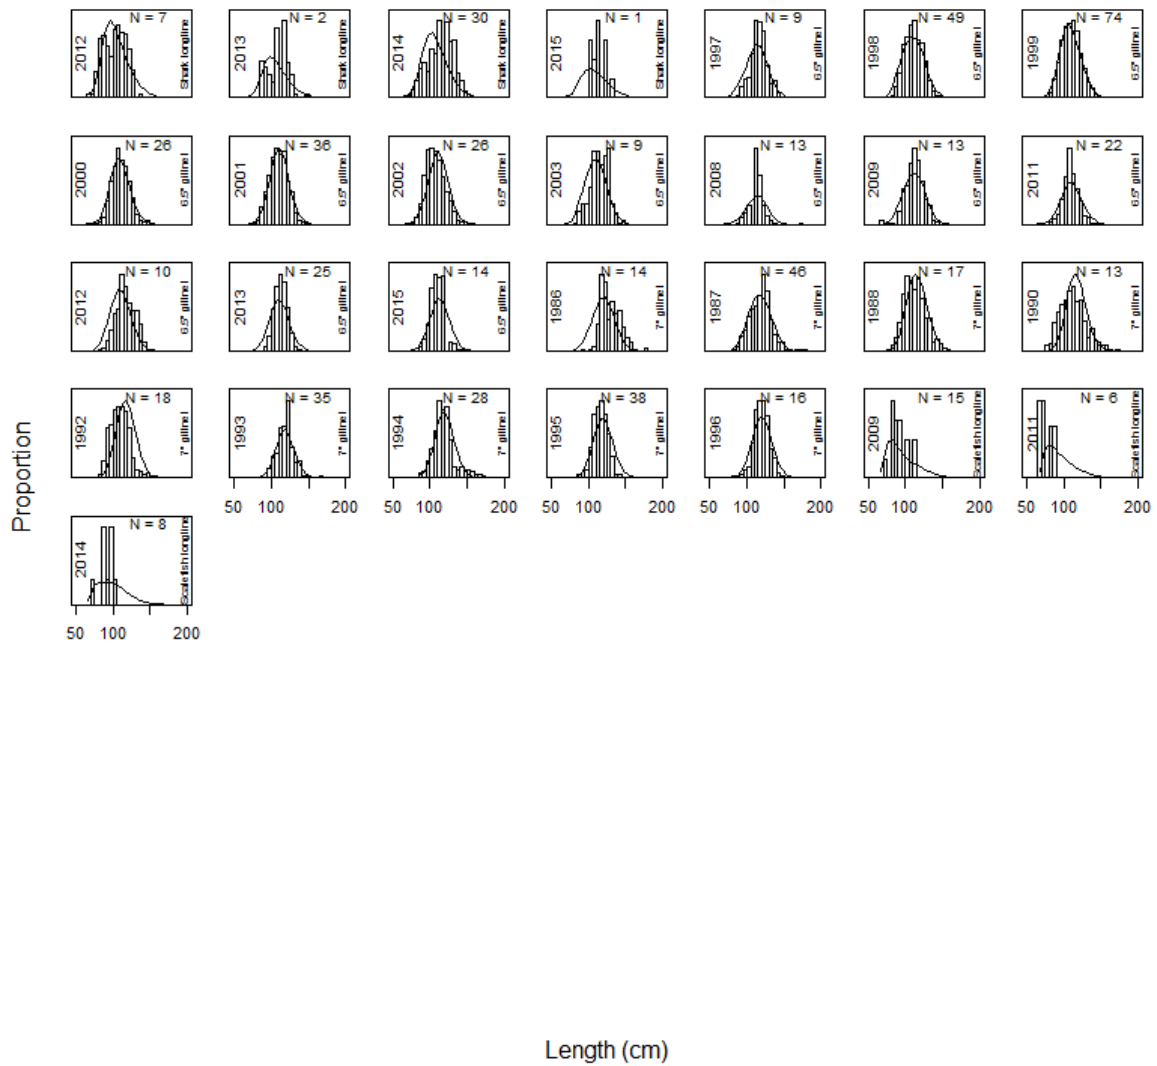 N = 7
2012
Shark longline
N = 2
2013
Shark longline
N = 30
2014
Shark longline
N = 1
2015
Shark longline
N = 9
1997
6.5" gillnet
N = 49
1998
6.5" gillnet
N = 74
1999
6.5" gillnet
N = 26
2000
6.5" gillnet
N = 36
2001
6.5" gillnet
N = 26
2002
6.5" gillnet
N = 9
2003
6.5" gillnet
N = 13
2008
6.5" gillnet
N = 13
2009
6.5" gillnet
N = 22
2011
6.5" gillnet
N = 10
2012
6.5" gillnet
N = 25
2013
6.5" gillnet
N = 14
2015
6.5" gillnet
N = 14
1986
7" gillnet
N = 46
1987
7" gillnet
N = 17
1988
7" gillnet
N = 13
1990
7" gillnet
N = 18
1992
7" gillnet
N = 35
1993
7" gillnet
N = 28
1994
7" gillnet
N = 38
1995
7" gillnet
N = 16
1996
7" gillnet
N = 15
2009
Scalefish longline
N = 6
2011
Scalefish longline
50 100 200 50 100 200 50 100 200 50 100 200 50 100 200 50 100 200
N = 8
2014
Scalefish longline
50 100 200
Proportion
Length (cm)